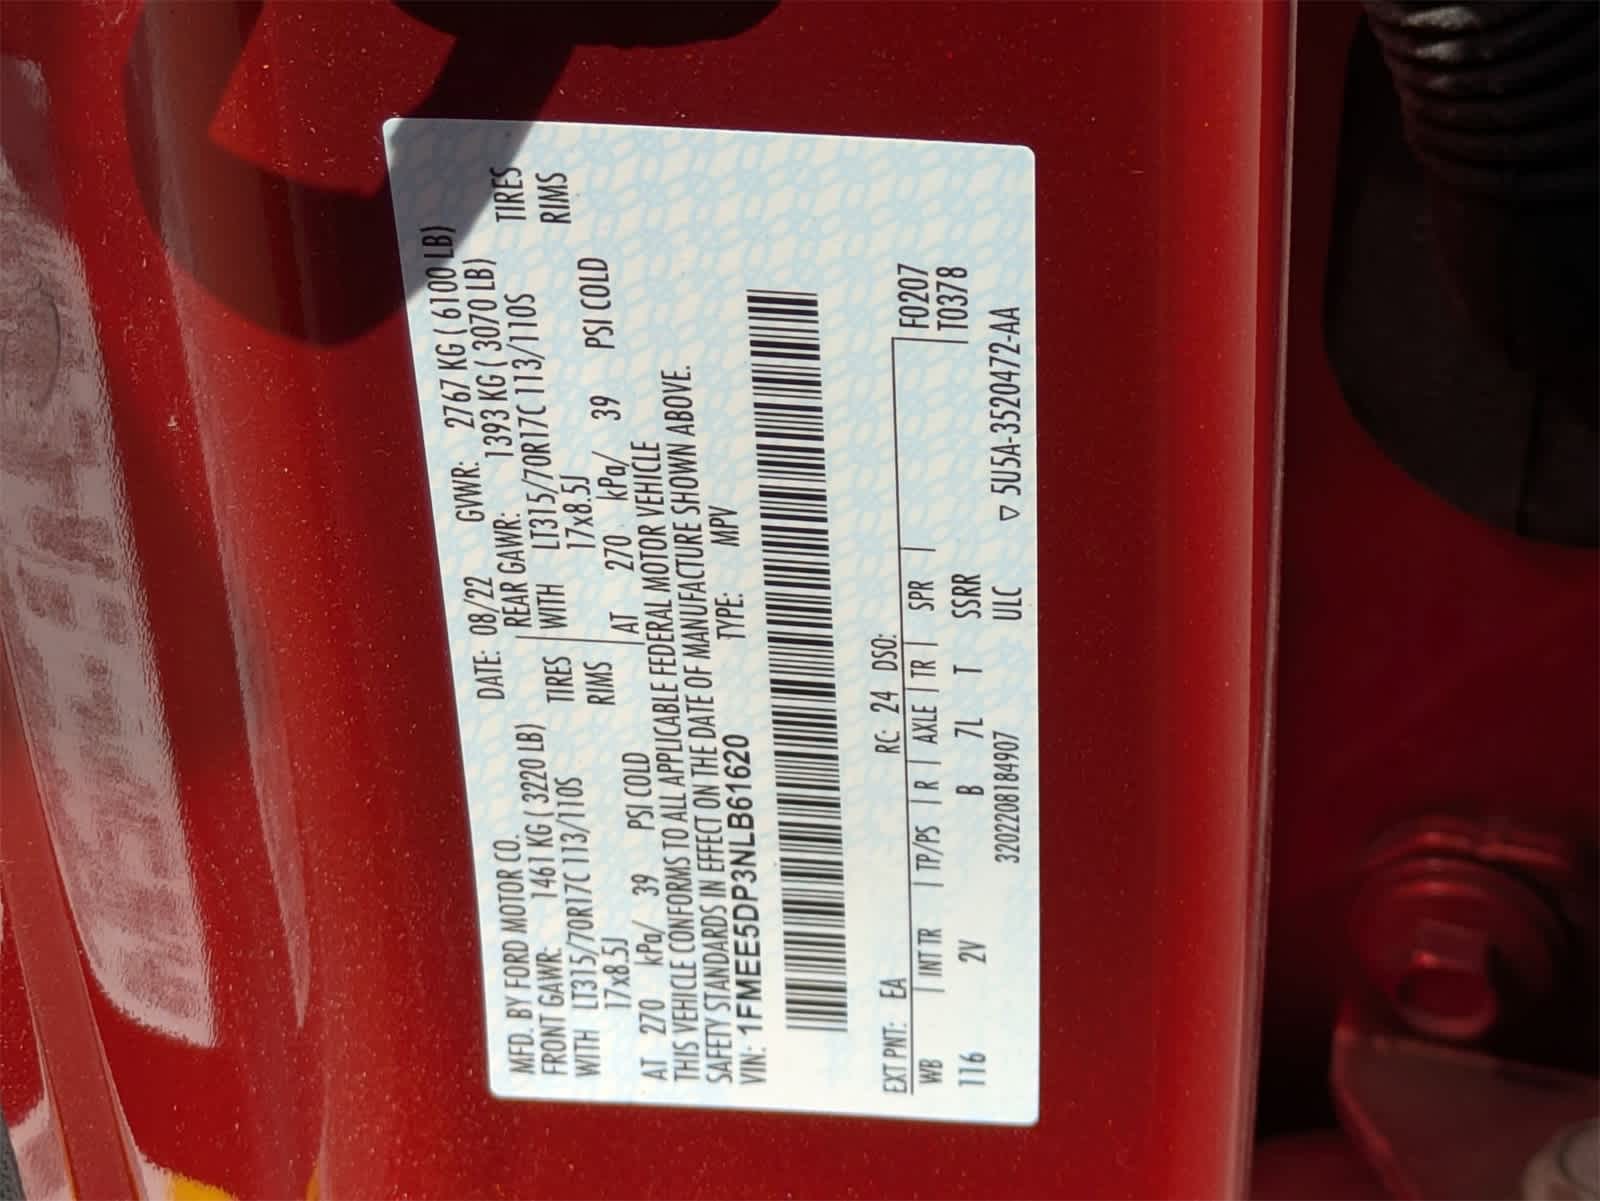 MFD. BY FORD MOTOR CO. DATE: 08/22 GVWR: 2767 KG ( 6100 LB)
FRONT GAWR: 1461 KG ( 3220 LB) REAR GAWR: 1393 KG ( 3070 LB)
WITH LT315/70R17C 113/110S TIRES WITH LT315/70R17C 113/110S TIRES
17x8.5J RIMS 17x8.5J RIMS
AT 270 kPa/ 39 PSI COLD AT 270 kPa/ 39 PSI COLD
THIS VEHICLE CONFORMS TO ALL APPLICABLE FEDERAL MOTOR VEHICLE
SAFETY STANDARDS IN EFFECT ON THE DATE OF MANUFACTURE SHOWN ABOVE.
VIN: 1FMEE5DP3NLB61620 TYPE: MPV
EXT PNT: EA RC: 24 DSO:
WB | INT TR | TP/PS | R | AXLE | TR | SPR | F0207
116 2V B 7L T SSRR T0378
3202208184907 ULC ▽ 5U5A-3520472-AA